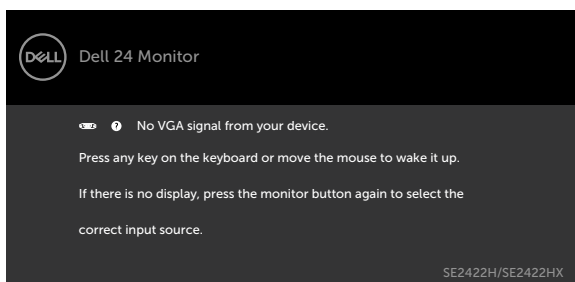 DELL
Dell 24 Monitor
No VGA signal from your device.
Press any key on the keyboard or move the mouse to wake it up.
If there is no display, press the monitor button again to select the
correct input source.
SE2422H/SE2422HX